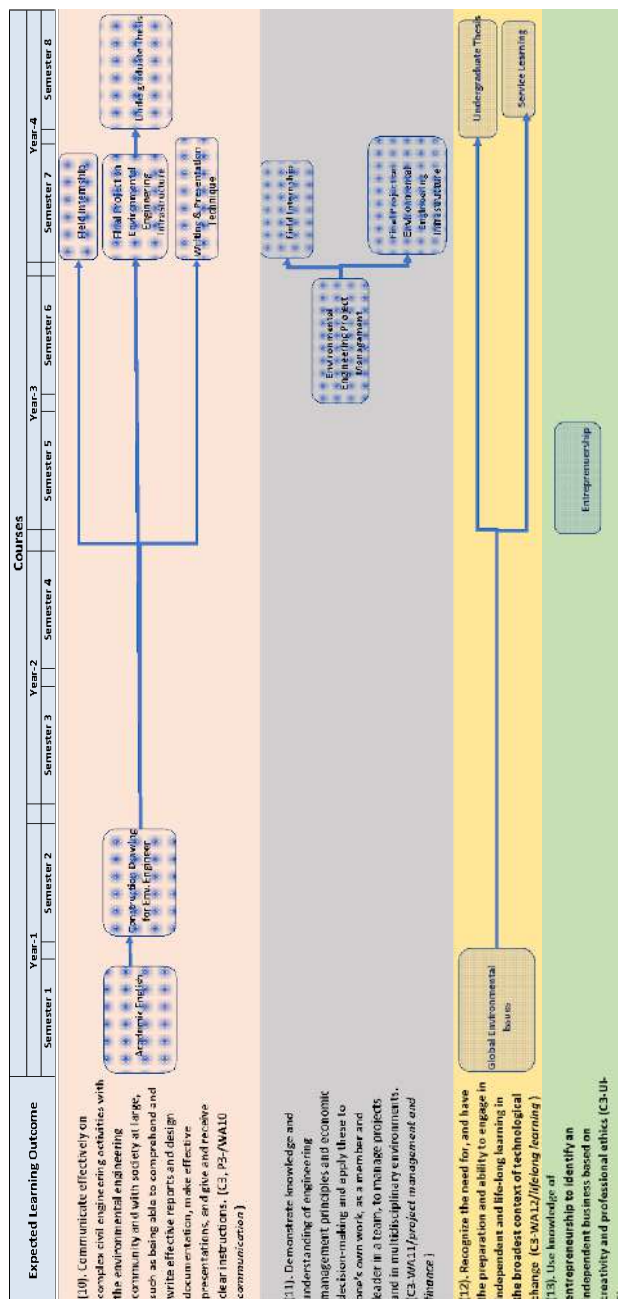 Expected Learning Outcome
Courses
Year-1
Year-2
Year-3
Year-4
Semester 1
Semester 2
Semester 3
Semester 4
Semester 5
Semester 6
Semester 7
Semester 8
(10). Communicate effectively on
complex civil engineering activities with
the environmental engineering
community and with society at large,
such as being able to comprehend and
write effective reports and design
documentation, make effective
presentations, and give and receive
clear instructions. (C3, P3-/WA10
communication)
Academic English
Construction Drawing
for Env. Engineer
Field Internship
Final Project in
Environmental
Engineering
Infrastructure
Writing & Presentation
Technique
Undergraduate Thesis
(11). Demonstrate knowledge and
understanding of engineering
management principles and economic
decision-making and apply these to
one's own work, as a member and
leader in a team, to manage projects
and in multidisciplinary environments.
(C3-WA11/project management and
finance)
Environmental
Engineering Project
Management
Field Internship
Final Project in
Environmental
Engineering
Infrastructure
(12). Recognize the need for, and have
the preparation and ability to engage in
independent and life-long learning in
the broadest context of technological
change (C3-WA12/lifelong learning)
Global Environmental
Issues
Undergraduate Thesis
Service Learning
(13). Use knowledge of
entrepreneurship to identify an
independent business based on
creativity and professional ethics (C3-UI-
Entreprenuership